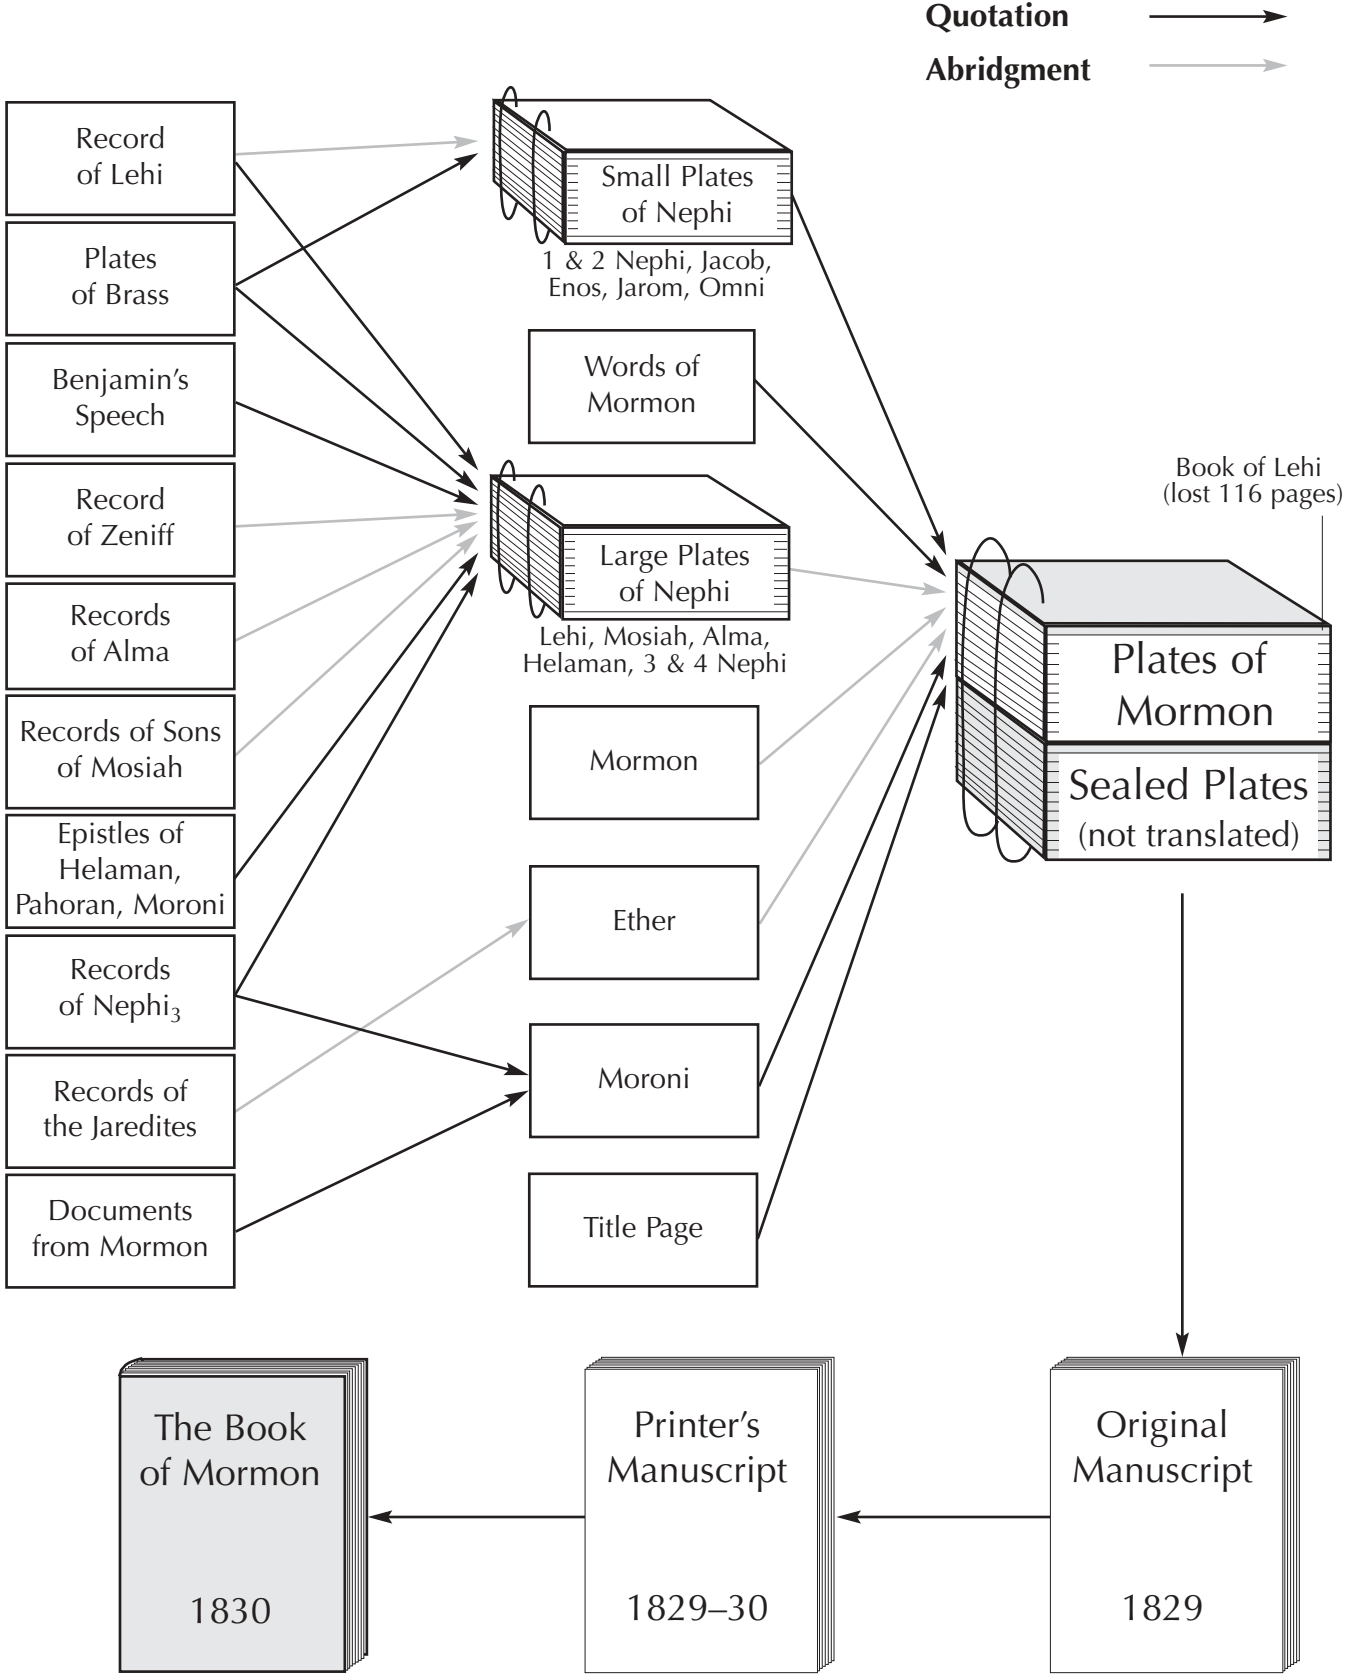 Quotation
Abridgment
Record
of Lehi
Plates
of Brass
Benjamin’s
Speech
Record
of Zeniff
Records
of Alma
Records of Sons
of Mosiah
Epistles of
Helaman,
Pahoran, Moroni
Records
of Nephi₃
Records of
the Jaredites
Documents
from Mormon
Small Plates
of Nephi
1 & 2 Nephi, Jacob,
Enos, Jarom, Omni
Words of
Mormon
Large Plates
of Nephi
Lehi, Mosiah, Alma,
Helaman, 3 & 4 Nephi
Mormon
Ether
Moroni
Title Page
Book of Lehi
(lost 116 pages)
Plates of
Mormon
Sealed Plates
(not translated)
The Book
of Mormon
1830
Printer’s
Manuscript
1829–30
Original
Manuscript
1829